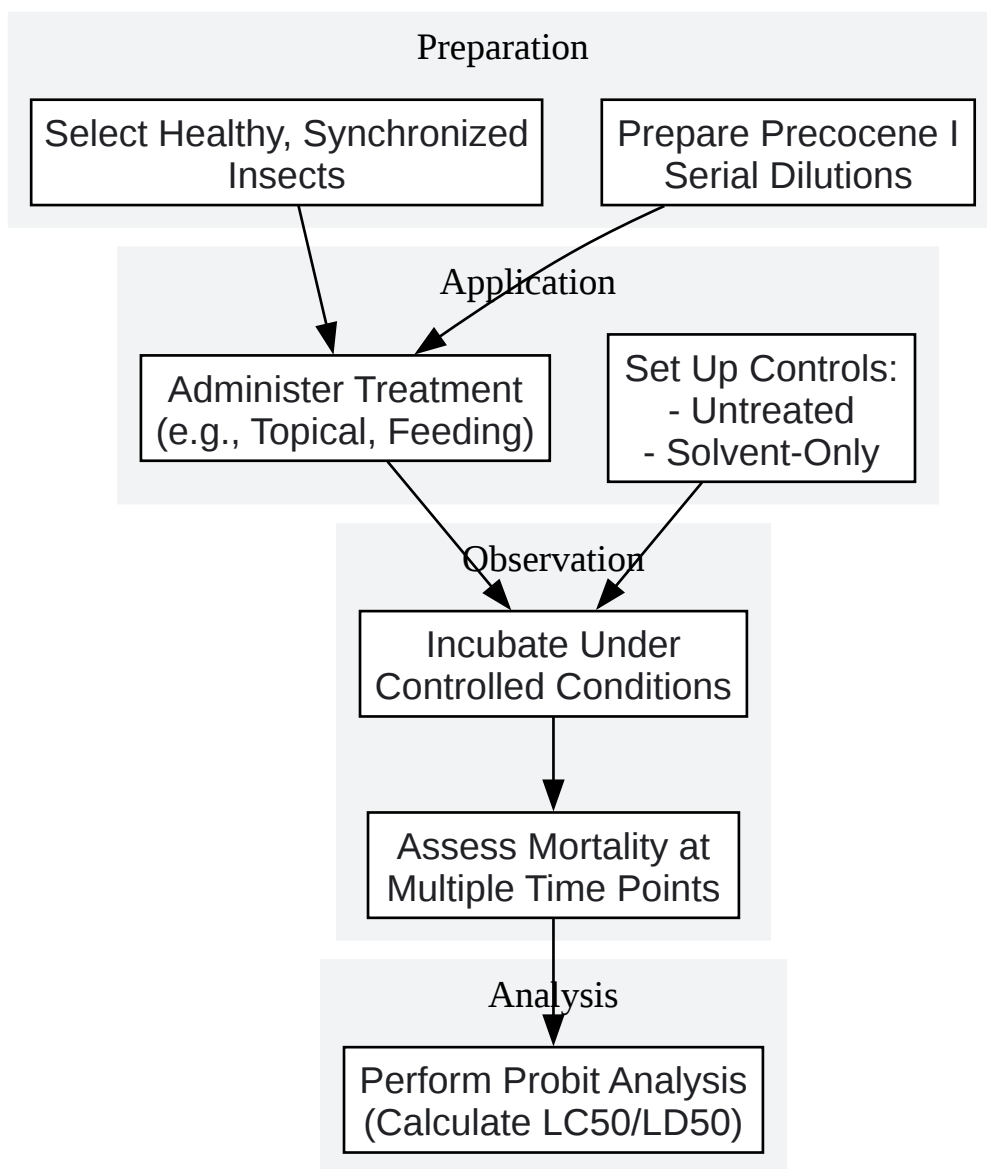 Preparation
Select Healthy, Synchronized
Insects
Prepare Precocene I
Serial Dilutions
Application
Administer Treatment
(e.g., Topical, Feeding)
Set Up Controls:
- Untreated
- Solvent-Only
Observation
Incubate Under
Controlled Conditions
Assess Mortality at
Multiple Time Points
Analysis
Perform Probit Analysis
(Calculate LC50/LD50)